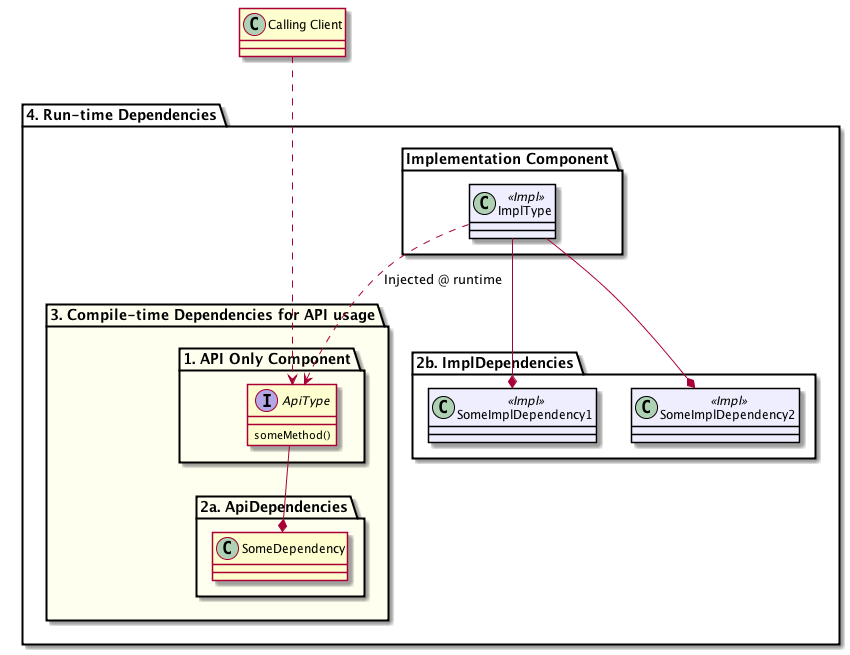 C Calling Client
4. Run-time Dependencies
Implementation Component
«Impl»
C ImplType
Injected @ runtime
3. Compile-time Dependencies for API usage
1. API Only Component
I ApiType
someMethod()
2b. ImplDependencies
«Impl»
C SomeImplDependency1
«Impl»
C SomeImplDependency2
2a. ApiDependencies
C SomeDependency